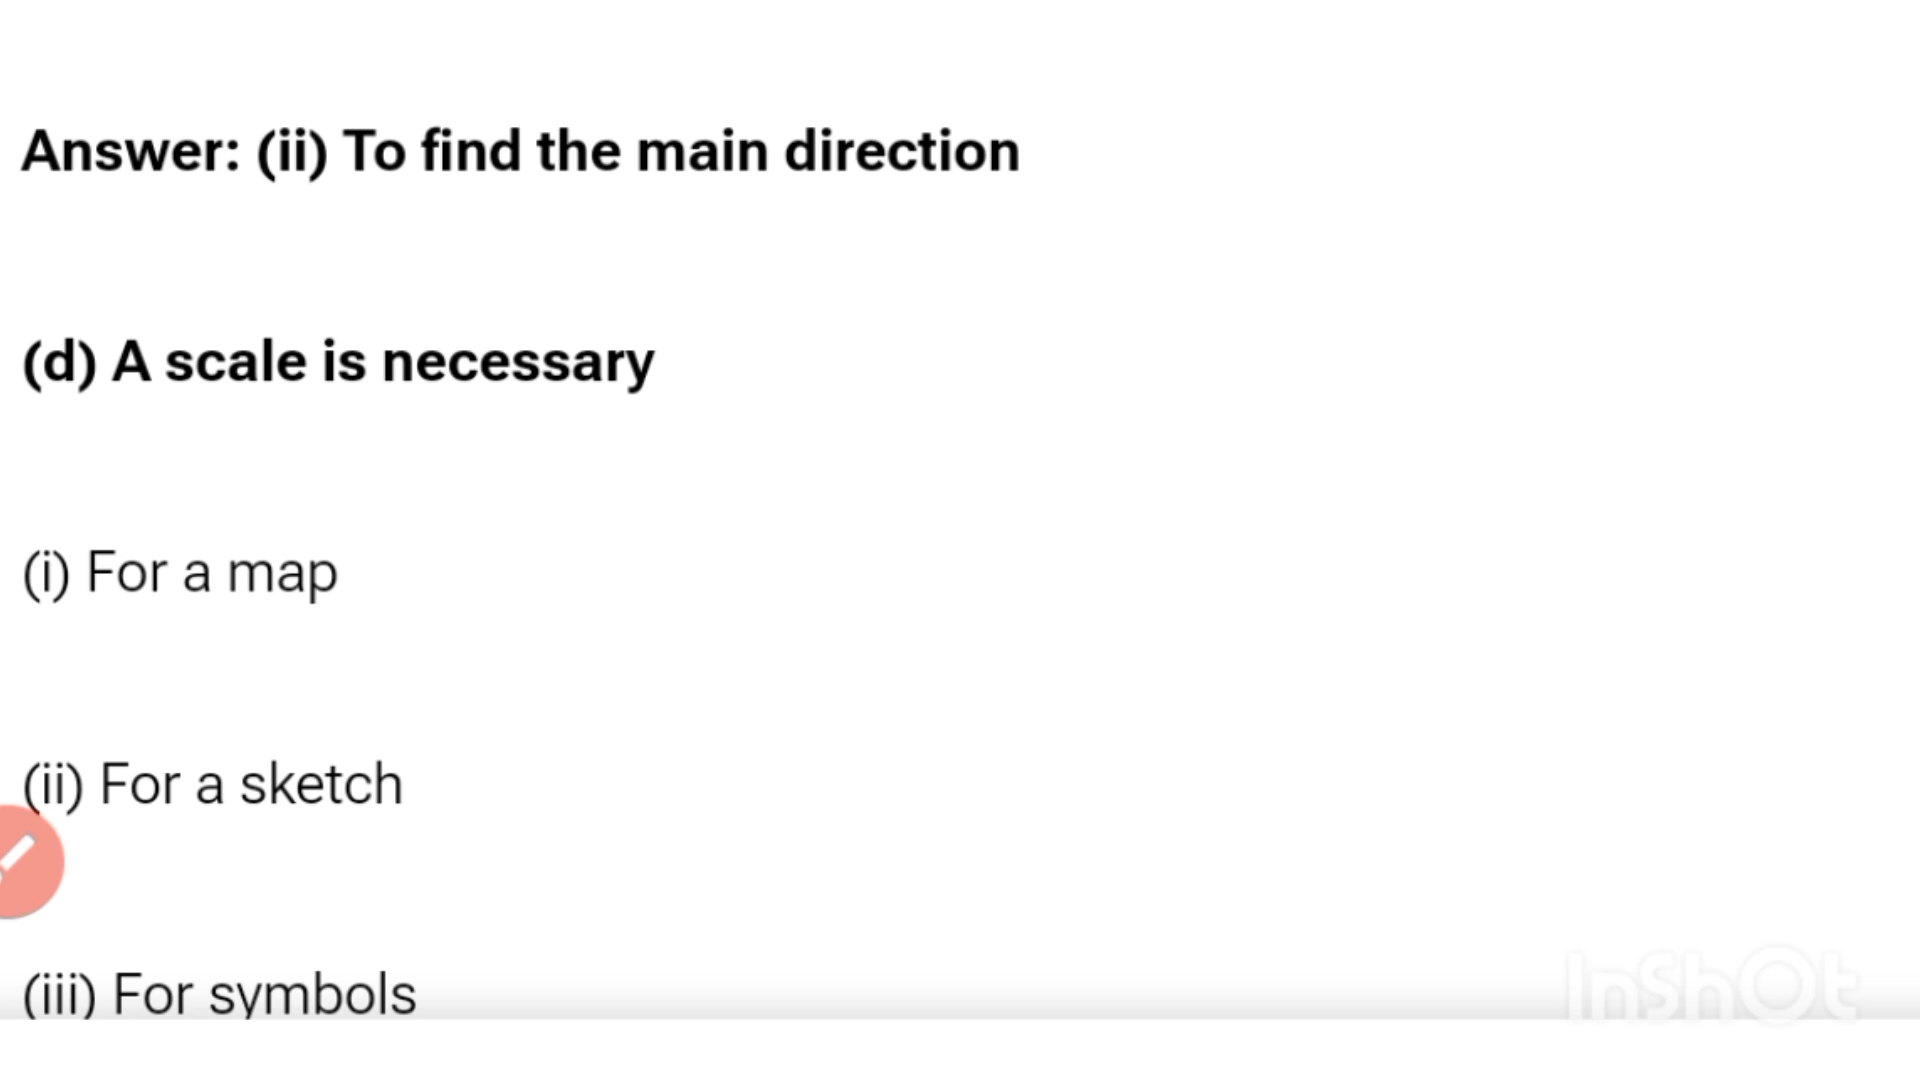 Answer: (ii) To find the main direction
(d) A scale is necessary
(i) For a map
(ii) For a sketch
(iii) For symbols
InShOt